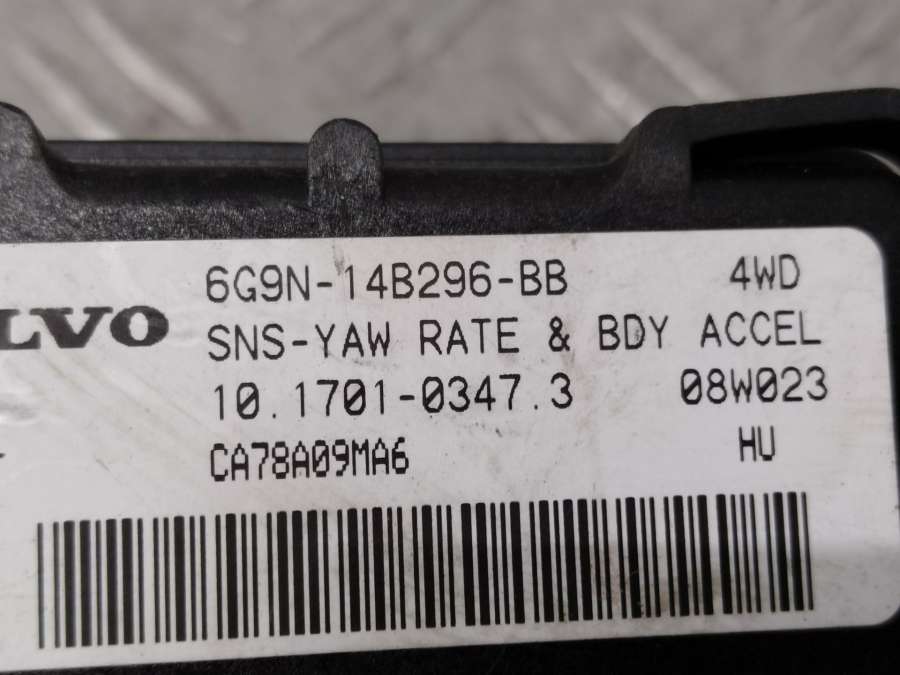 6G9N-14B296-BB 4WD
LVO SNS-YAW RATE & BDY ACCEL
10.1701-0347.3 08W023
CA78A09MA6 HU